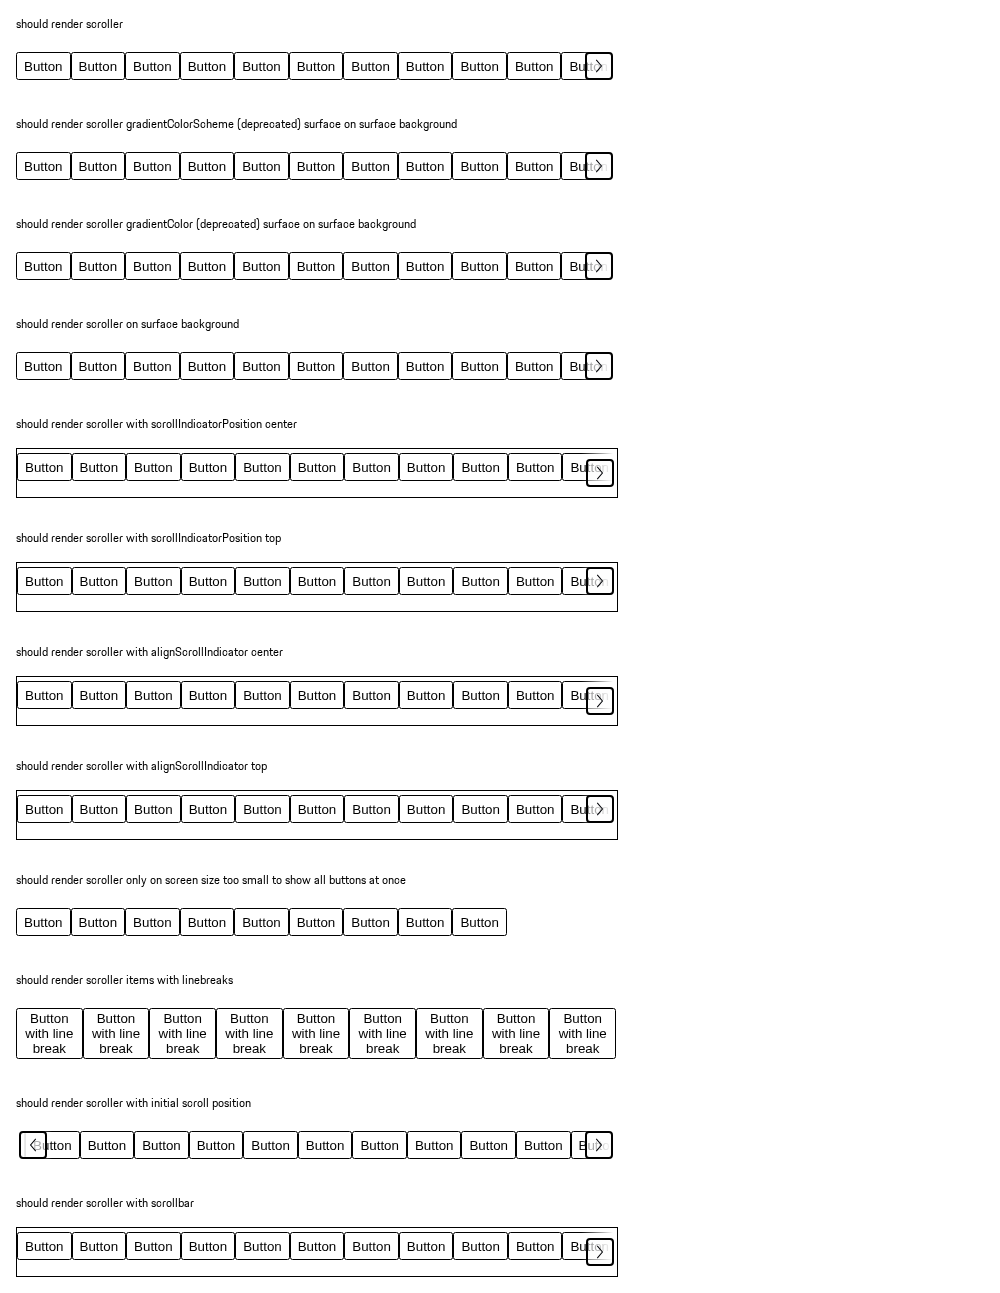 should render scroller
Button Button Button Button Button Button Button Button Button Button Button
should render scroller gradientColorScheme (deprecated) surface on surface background
Button Button Button Button Button Button Button Button Button Button Button
should render scroller gradientColor (deprecated) surface on surface background
Button Button Button Button Button Button Button Button Button Button Button
should render scroller on surface background
Button Button Button Button Button Button Button Button Button Button Button
should render scroller with scrollIndicatorPosition center
Button Button Button Button Button Button Button Button Button Button Button
should render scroller with scrollIndicatorPosition top
Button Button Button Button Button Button Button Button Button Button Button
should render scroller with alignScrollIndicator center
Button Button Button Button Button Button Button Button Button Button Button
should render scroller with alignScrollIndicator top
Button Button Button Button Button Button Button Button Button Button Button
should render scroller only on screen size too small to show all buttons at once
Button Button Button Button Button Button Button Button Button
should render scroller items with linebreaks
Button Button Button Button Button Button Button Button Button
with line with line with line with line with line with line with line with line with line
break break break break break break break break break
should render scroller with initial scroll position
Button Button Button Button Button Button Button Button Button Button Button
should render scroller with scrollbar
Button Button Button Button Button Button Button Button Button Button Button